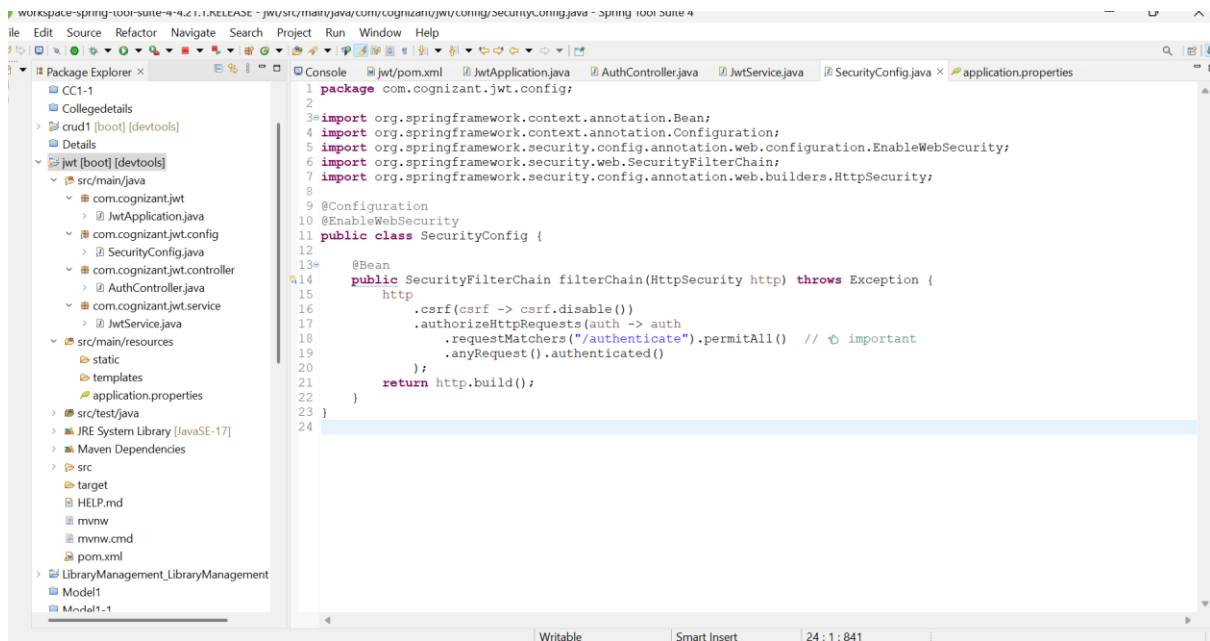 workspace-spring-tool-suite-4-4.21.1.RELEASE - jwt/src/main/java/com/cognizant/jwt/config/SecurityConfig.java - Spring Tool Suite 4
ile Edit Source Refactor Navigate Search Project Run Window Help
Package Explorer
CC1-1
Collegedetails
crud1 [boot] [devtools]
Details
jwt [boot] [devtools]
src/main/java
com.cognizant.jwt
JwtApplication.java
com.cognizant.jwt.config
SecurityConfig.java
com.cognizant.jwt.controller
AuthController.java
com.cognizant.jwt.service
JwtService.java
src/main/resources
static
templates
application.properties
src/test/java
JRE System Library [JavaSE-17]
Maven Dependencies
src
target
HELP.md
mvnw
mvnw.cmd
pom.xml
LibraryManagement_LibraryManagement
Model1
Model1-1
Console jwt/pom.xml JwtApplication.java AuthController.java JwtService.java SecurityConfig.java application.properties
1 package com.cognizant.jwt.config;
2
3 import org.springframework.context.annotation.Bean;
4 import org.springframework.context.annotation.Configuration;
5 import org.springframework.security.config.annotation.web.configuration.EnableWebSecurity;
6 import org.springframework.security.web.SecurityFilterChain;
7 import org.springframework.security.config.annotation.web.builders.HttpSecurity;
8
9 @Configuration
10 @EnableWebSecurity
11 public class SecurityConfig {
12
13 @Bean
14 public SecurityFilterChain filterChain(HttpSecurity http) throws Exception {
15 http
16 .csrf(csrf -> csrf.disable())
17 .authorizeHttpRequests(auth -> auth
18 .requestMatchers("/authenticate").permitAll() // 👈 important
19 .anyRequest().authenticated()
20 );
21 return http.build();
22 }
23 }
24
Writable Smart Insert 24 : 1 : 841